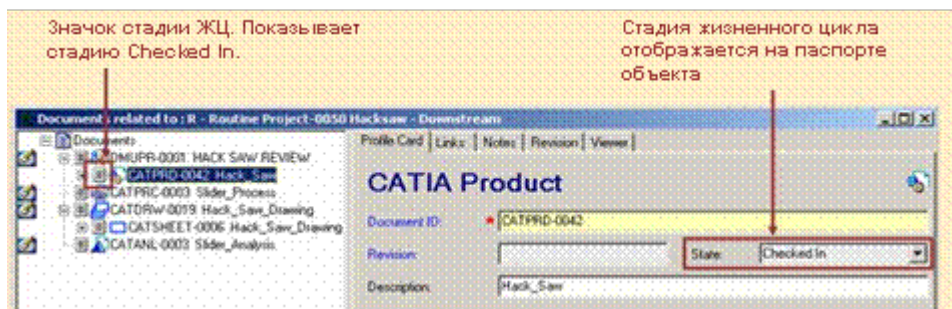 Значок стадии ЖЦ. Показывает
стадию Checked In.
Стадия жизненного цикла
отображается на паспорте
объекта
Documents related to : R - Routine Project-0050 Hacksaw - Downstream
Documents
DMUPR-0001 HACK SAW REVIEW
CATPRD-0042 Hack_Saw
CATPRC-0003 Slider_Process
CATDRW-0019 Hack_Saw_Drawing
CATSHEET-0006 Hack_Saw_Drawing
CATANL-0003 Slider_Analysis
Profile Card Links Notes Revision Viewer
CATIA Product
Document ID: * CATPRD-0042
Revision: State: Checked In
Description: Hack_Saw